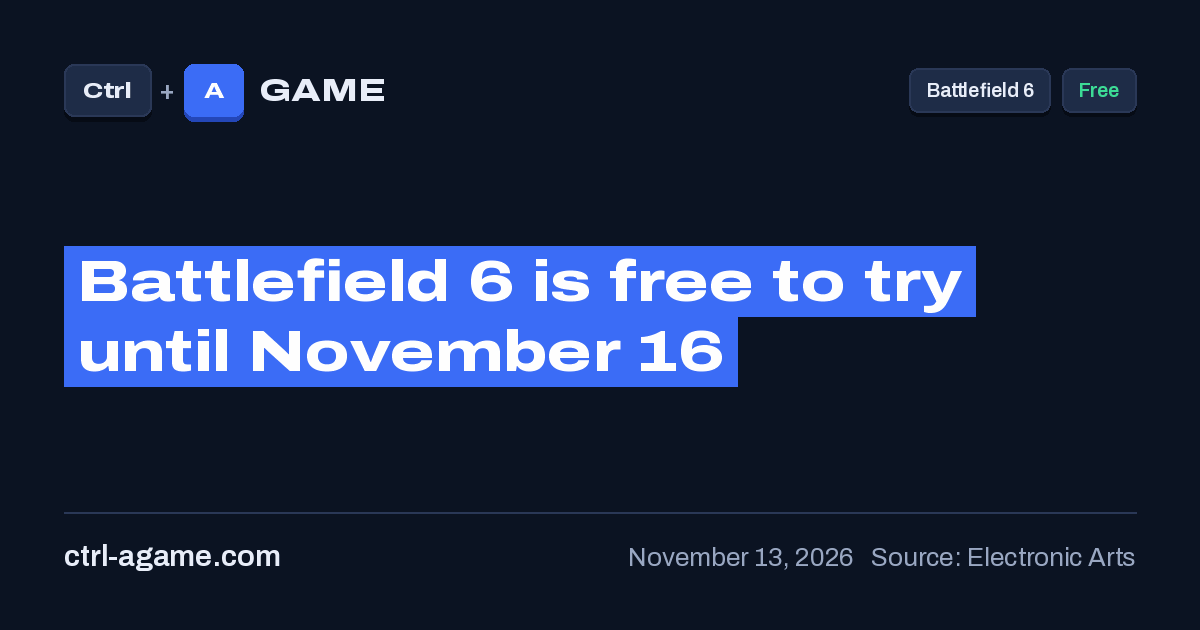 Ctrl + A GAME
Battlefield 6 Free
Battlefield 6 is free to try
until November 16
ctrl-agame.com
November 13, 2026 Source: Electronic Arts